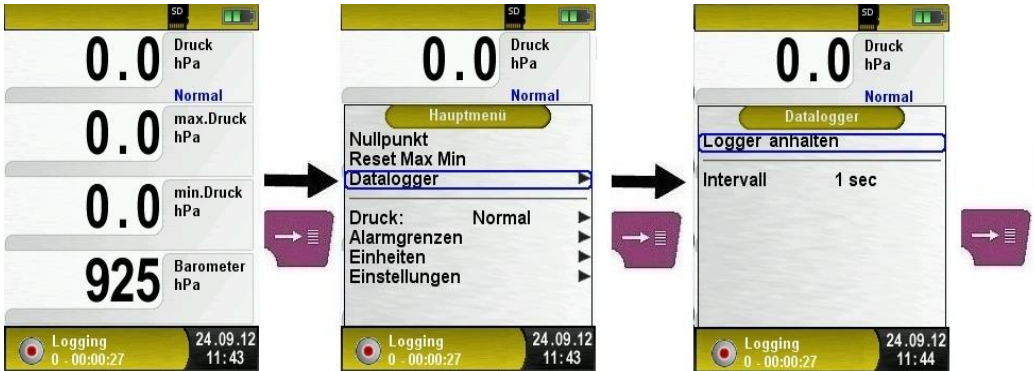 SD
0.0 Druck hPa
Normal
0.0 max.Druck hPa
0.0 min.Druck hPa
925 Barometer hPa
Logging
0 - 00:00:27
24.09.12
11:43
SD
0.0 Druck hPa
Normal
Hauptmenü
Nullpunkt
Reset Max Min
Datalogger
Druck: Normal
Alarmgrenzen
Einheiten
Einstellungen
Logging
0 - 00:00:27
24.09.12
11:43
SD
0.0 Druck hPa
Normal
Datalogger
Logger anhalten
Intervall 1 sec
Logging
0 - 00:00:27
24.09.12
11:44